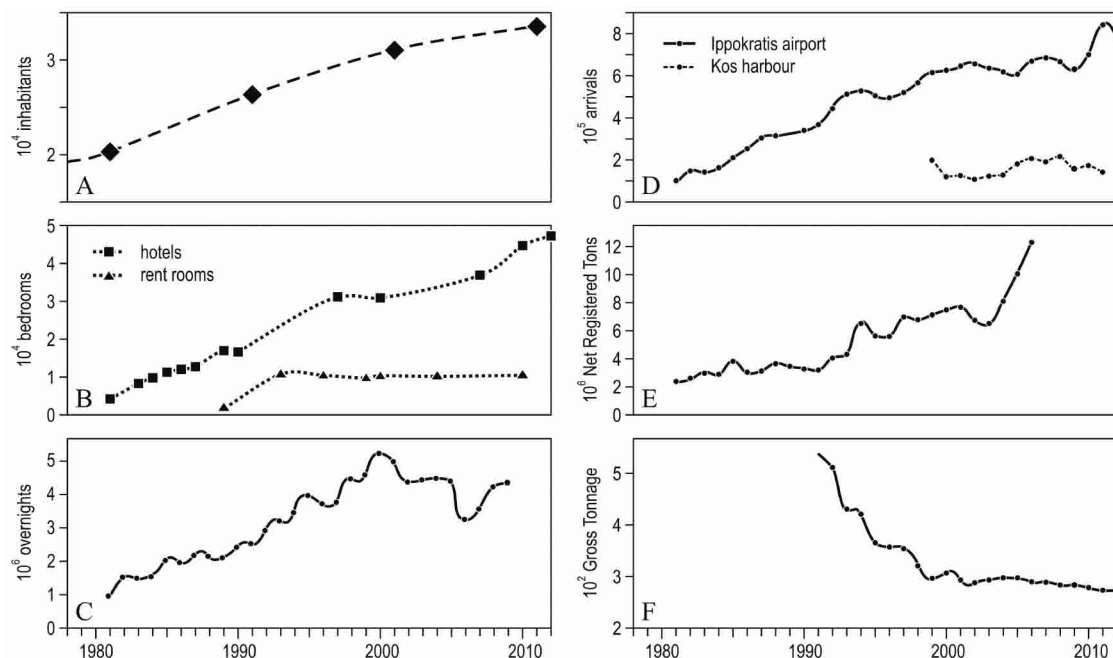 3
2
10⁴ inhabitants
A
5
4
3
2
1
0
10⁴ bedrooms
hotels
rent rooms
B
5
4
3
2
1
0
10⁶ overnights
C
1980
1990
2000
2010
8
6
4
2
0
10⁵ arrivals
Ippokratis airport
Kos harbour
D
12
10
8
6
4
2
0
10⁶ Net Registered Tons
E
5
3
2
10² Gross Tonnage
F
1980
1990
2000
2010